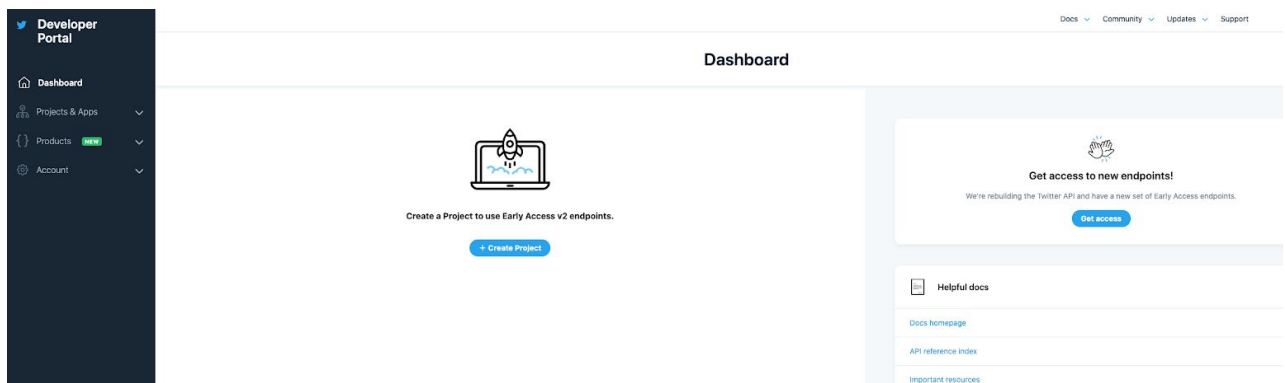 Developer
Portal
Dashboard
Projects & Apps
Products NEW
Account
Docs Community Updates Support
Dashboard
Create a Project to use Early Access v2 endpoints.
+ Create Project
Get access to new endpoints!
We're rebuilding the Twitter API and have a new set of Early Access endpoints.
Get access
Helpful docs
Docs homepage
API reference index
Important resources